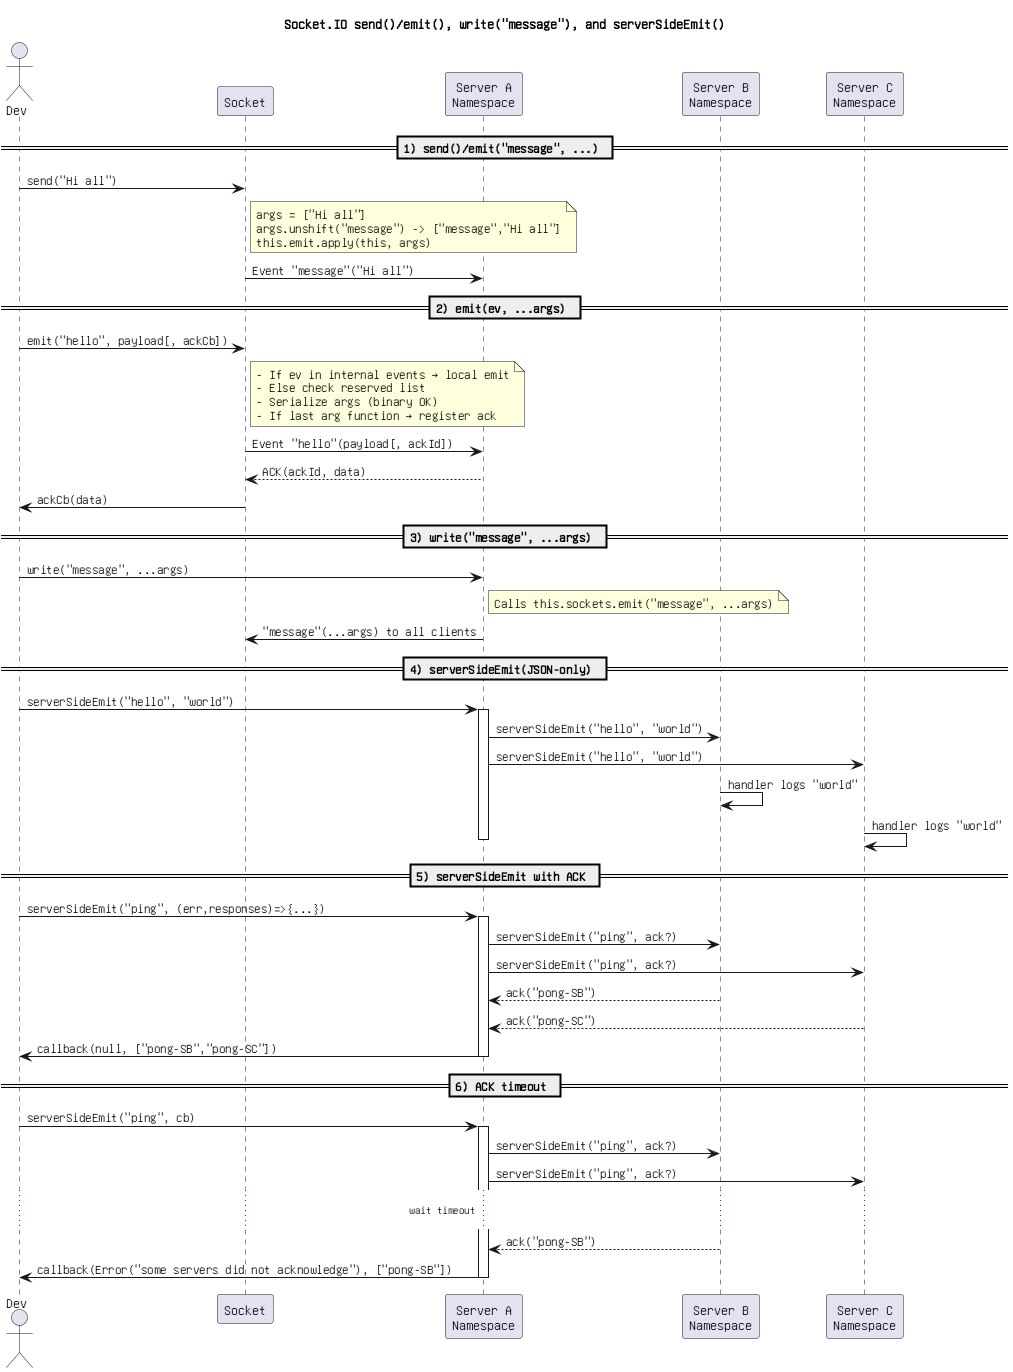 Socket.IO send()/emit(), write("message"), and serverSideEmit()
Dev
Socket
Server A
Namespace
Server B
Namespace
Server C
Namespace
1) send()/emit("message", ...)
send("Hi all")
args = ["Hi all"]
args.unshift("message") -> ["message","Hi all"]
this.emit.apply(this, args)
Event "message"("Hi all")
2) emit(ev, ...args)
emit("hello", payload[, ackCb])
- If ev in internal events → local emit
- Else check reserved list
- Serialize args (binary OK)
- If last arg function → register ack
Event "hello"(payload[, ackId])
ACK(ackId, data)
ackCb(data)
3) write("message", ...args)
write("message", ...args)
Calls this.sockets.emit("message", ...args)
"message"(...args) to all clients
4) serverSideEmit(JSON-only)
serverSideEmit("hello", "world")
serverSideEmit("hello", "world")
serverSideEmit("hello", "world")
handler logs "world"
handler logs "world"
5) serverSideEmit with ACK
serverSideEmit("ping", (err,responses)=>{...})
serverSideEmit("ping", ack?)
serverSideEmit("ping", ack?)
ack("pong-SB")
ack("pong-SC")
callback(null, ["pong-SB","pong-SC"])
6) ACK timeout
serverSideEmit("ping", cb)
serverSideEmit("ping", ack?)
serverSideEmit("ping", ack?)
wait timeout
ack("pong-SB")
callback(Error("some servers did not acknowledge"), ["pong-SB"])
Dev
Socket
Server A
Namespace
Server B
Namespace
Server C
Namespace